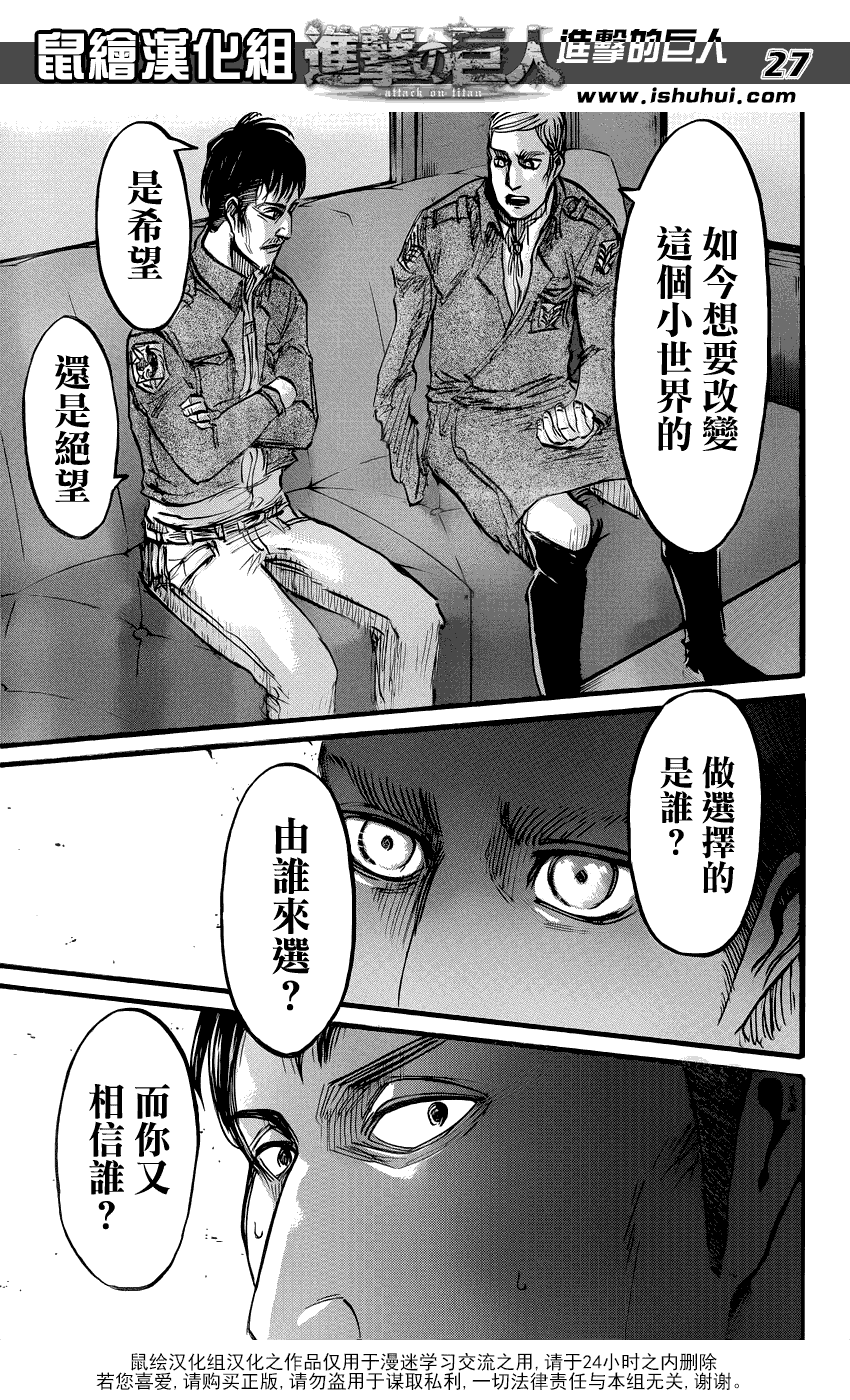 鼠繪漢化組
進撃の巨人
attack on titan
進撃的巨人
27
www.ishuhui.com
如今想要改變
這個小世界的
是希望
還是絕望
做選擇的
是誰？
由誰來選？
而你又
相信誰？
鼠绘汉化组汉化之作品仅用于漫迷学习交流之用,请于24小时之内删除
若您喜爱,请购买正版,请勿盗用于谋取私利,一切法律责任与本组无关,谢谢。